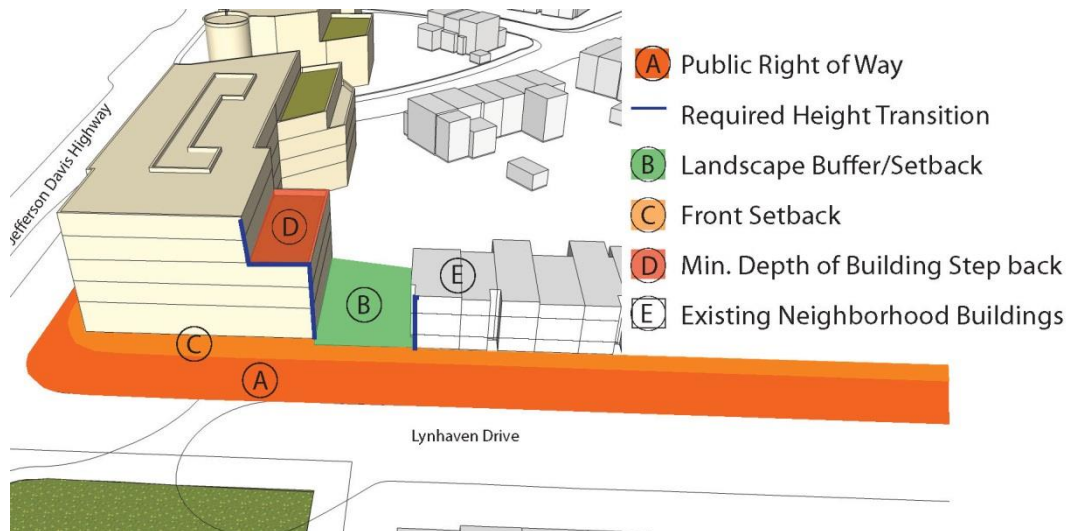 A Public Right of Way
Required Height Transition
B Landscape Buffer/Setback
C Front Setback
D Min. Depth of Building Step back
E Existing Neighborhood Buildings
Jefferson Davis Highway
D
E
B
C
A
Lynhaven Drive